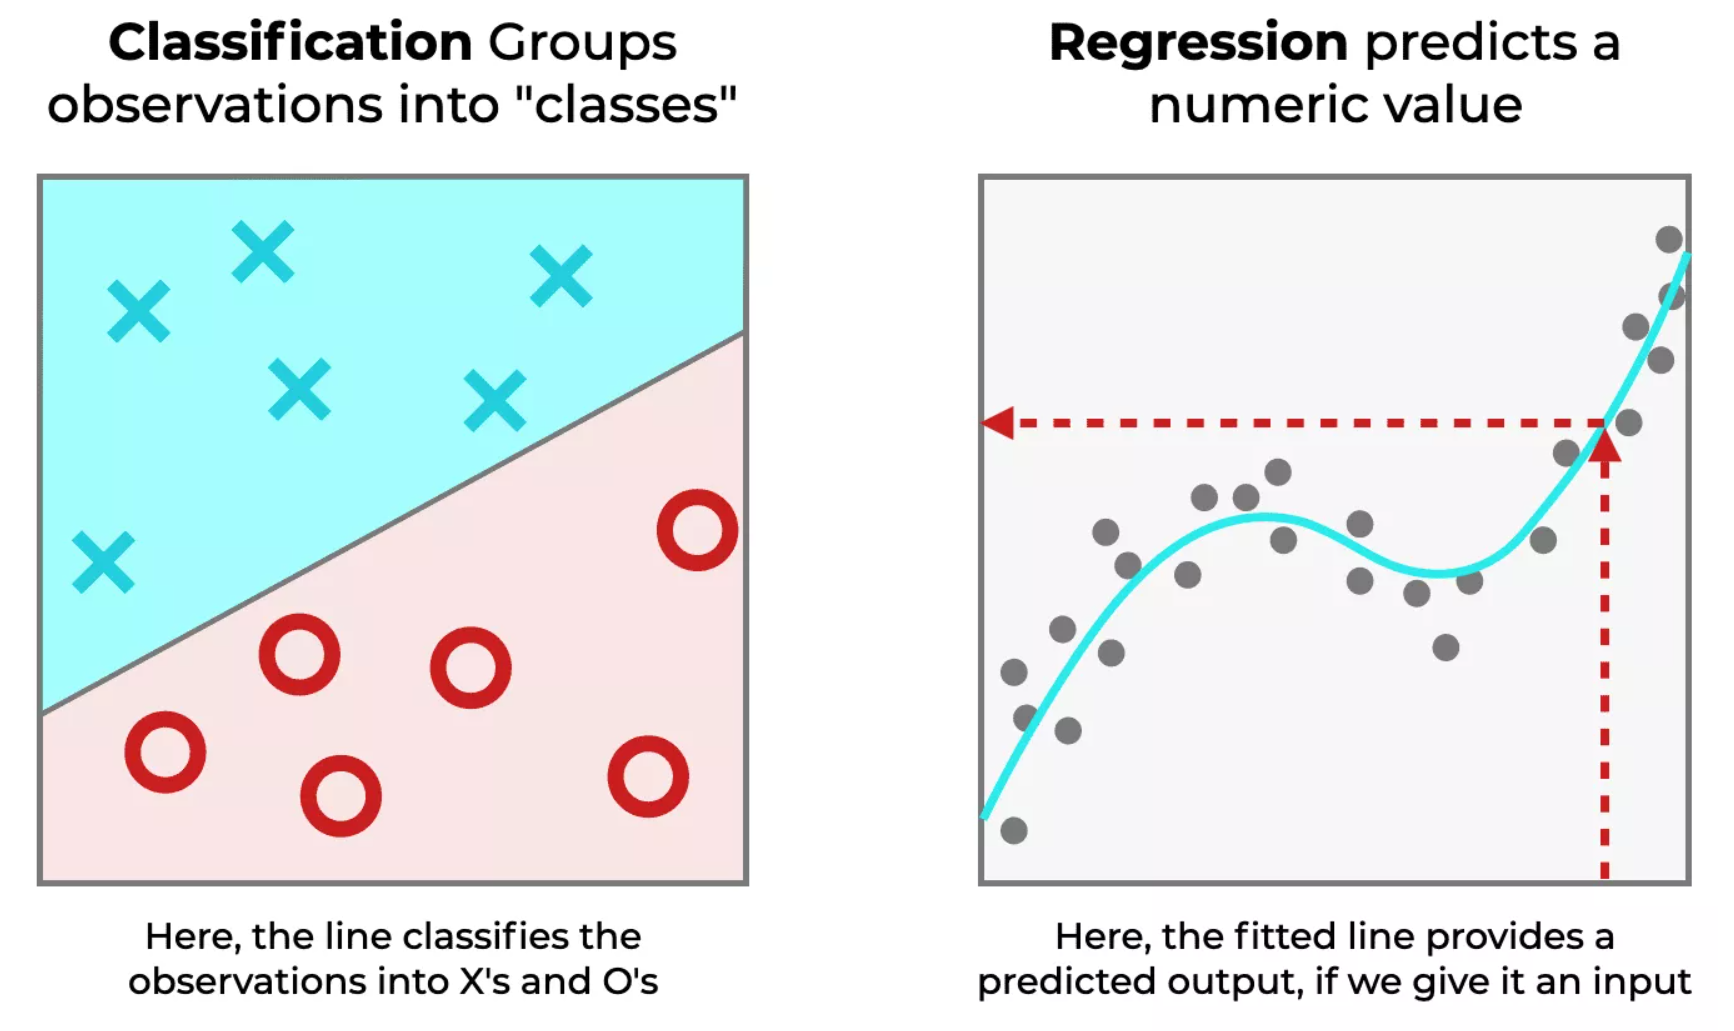 Classification Groups
observations into "classes"
Regression predicts a
numeric value
Here, the line classifies the
observations into X's and O's
Here, the fitted line provides a
predicted output, if we give it an input